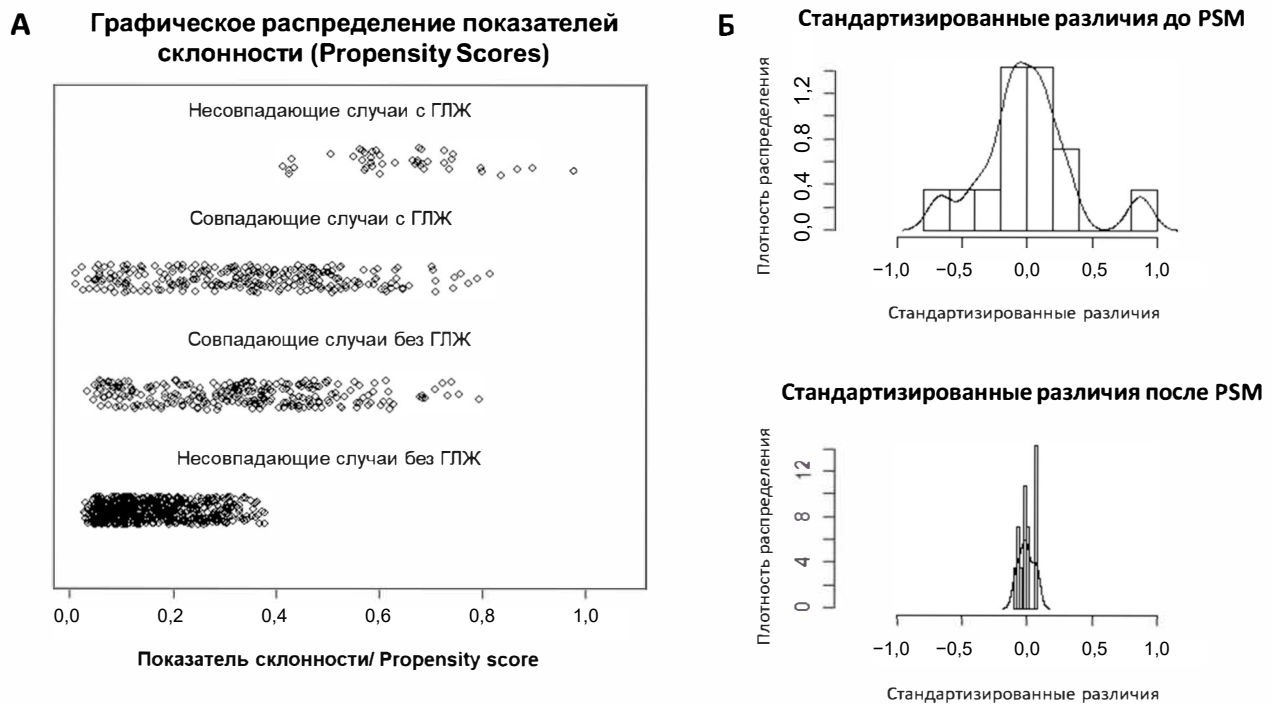 А
Графическое распределение показателей
склонности (Propensity Scores)
Несовпадающие случаи с ГЛЖ
Совпадающие случаи с ГЛЖ
Совпадающие случаи без ГЛЖ
Несовпадающие случаи без ГЛЖ
0,0 0,2 0,4 0,6 0,8 1,0
Показатель склонности/ Propensity score
Б
Стандартизированные различия до PSM
Плотность распределения
0,0 0,4 0,8 1,2
−1,0 −0,5 0,0 0,5 1,0
Стандартизированные различия
Стандартизированные различия после PSM
Плотность распределения
0 4 8 12
−1,0 −0,5 0,0 0,5 1,0
Стандартизированные различия